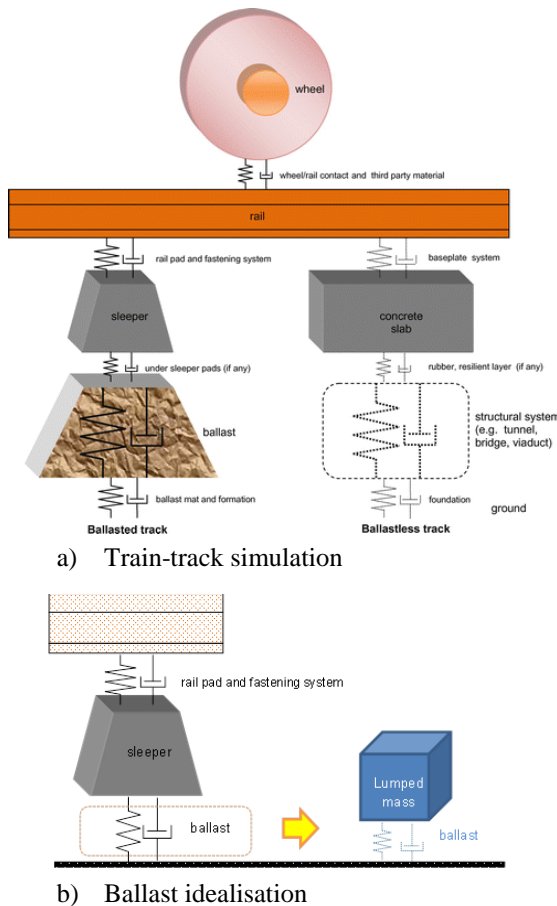 wheel
wheel/rail contact and third party material
rail
rail pad and fastening system
baseplate system
sleeper
concrete
slab
under sleeper pads (if any)
rubber, resilient layer (if any)
ballast
structural system
(e.g. tunnel,
bridge, viaduct)
ballast mat and formation
foundation
ground
Ballasted track
Ballastless track
a) Train-track simulation
rail pad and fastening system
sleeper
Lumped
mass
ballast
ballast
b) Ballast idealisation